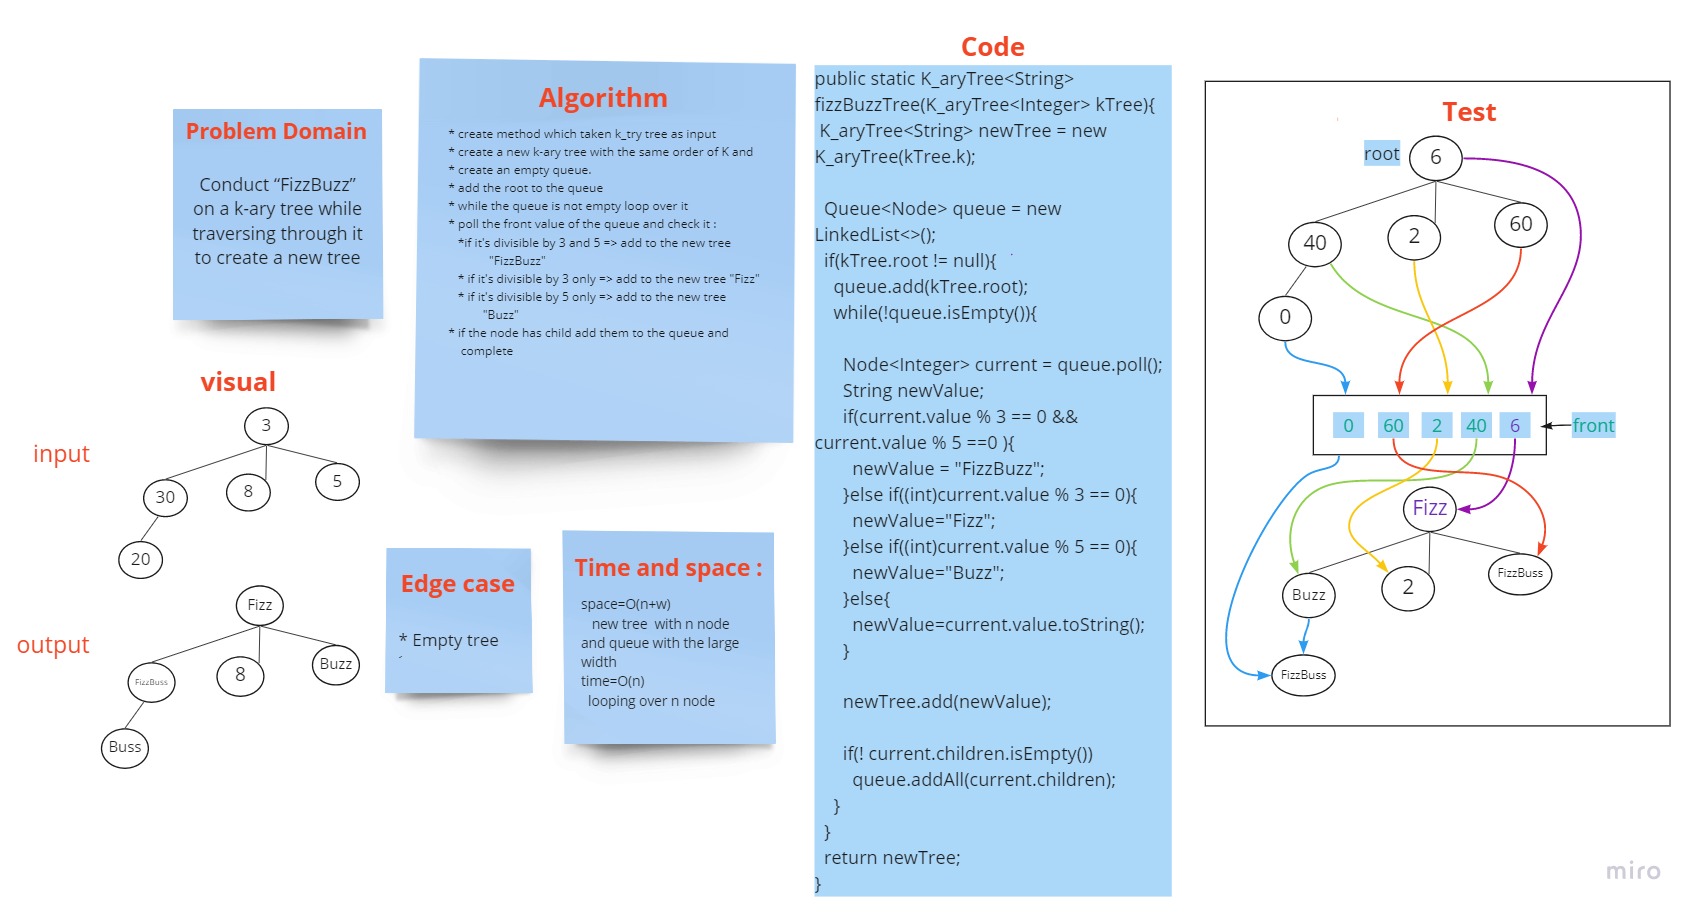 Problem Domain
Conduct “FizzBuzz”
on a k-ary tree while
traversing through it
to create a new tree
Algorithm
* create method which taken k_try tree as input
* create a new k-ary tree with the same order of K and
* create an empty queue.
* add the root to the queue
* while the queue is not empty loop over it
* poll the front value of the queue and check it :
*if it's divisible by 3 and 5 => add to the new tree
"FizzBuzz"
* if it's divisible by 3 only => add to the new tree "Fizz"
* if it's divisible by 5 only => add to the new tree
"Buzz"
* if the node has child add them to the queue and
complete
visual
input
3
30
8
5
20
output
Fizz
FizzBuss
8
Buzz
Buss
Edge case
* Empty tree
Time and space :
space=O(n+w)
new tree with n node
and queue with the large
width
time=O(n)
looping over n node
Code
public static K_aryTree<String>
fizzBuzzTree(K_aryTree<Integer> kTree){
K_aryTree<String> newTree = new
K_aryTree(kTree.k);
Queue<Node> queue = new
LinkedList<>();
if(kTree.root != null){
queue.add(kTree.root);
while(!queue.isEmpty()){
Node<Integer> current = queue.poll();
String newValue;
if(current.value % 3 == 0 &&
current.value % 5 ==0 ){
newValue = "FizzBuzz";
}else if((int)current.value % 3 == 0){
newValue="Fizz";
}else if((int)current.value % 5 == 0){
newValue="Buzz";
}else{
newValue=current.value.toString();
}
newTree.add(newValue);
if(! current.children.isEmpty())
queue.addAll(current.children);
}
}
return newTree;
}
Test
root
6
40
2
60
0
0 60 2 40 6
front
Fizz
Buzz
2
FizzBuss
FizzBuss
miro